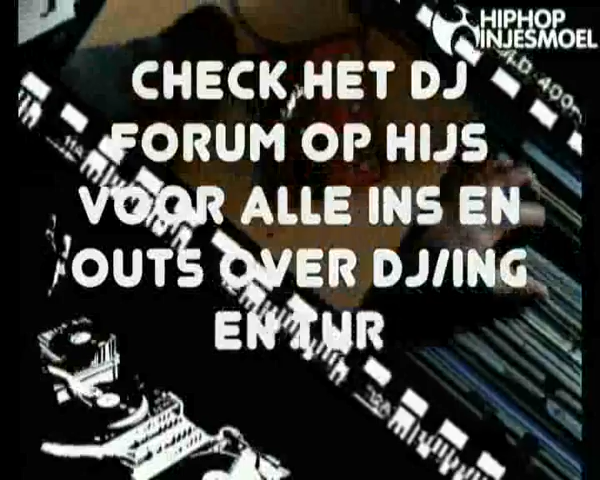 HIPHOP
INJESMOEL
CHECK HET DJ
FORUM OP HIJS
VOOR ALLE INS EN
OUTS OVER DJ/ING
EN TUR